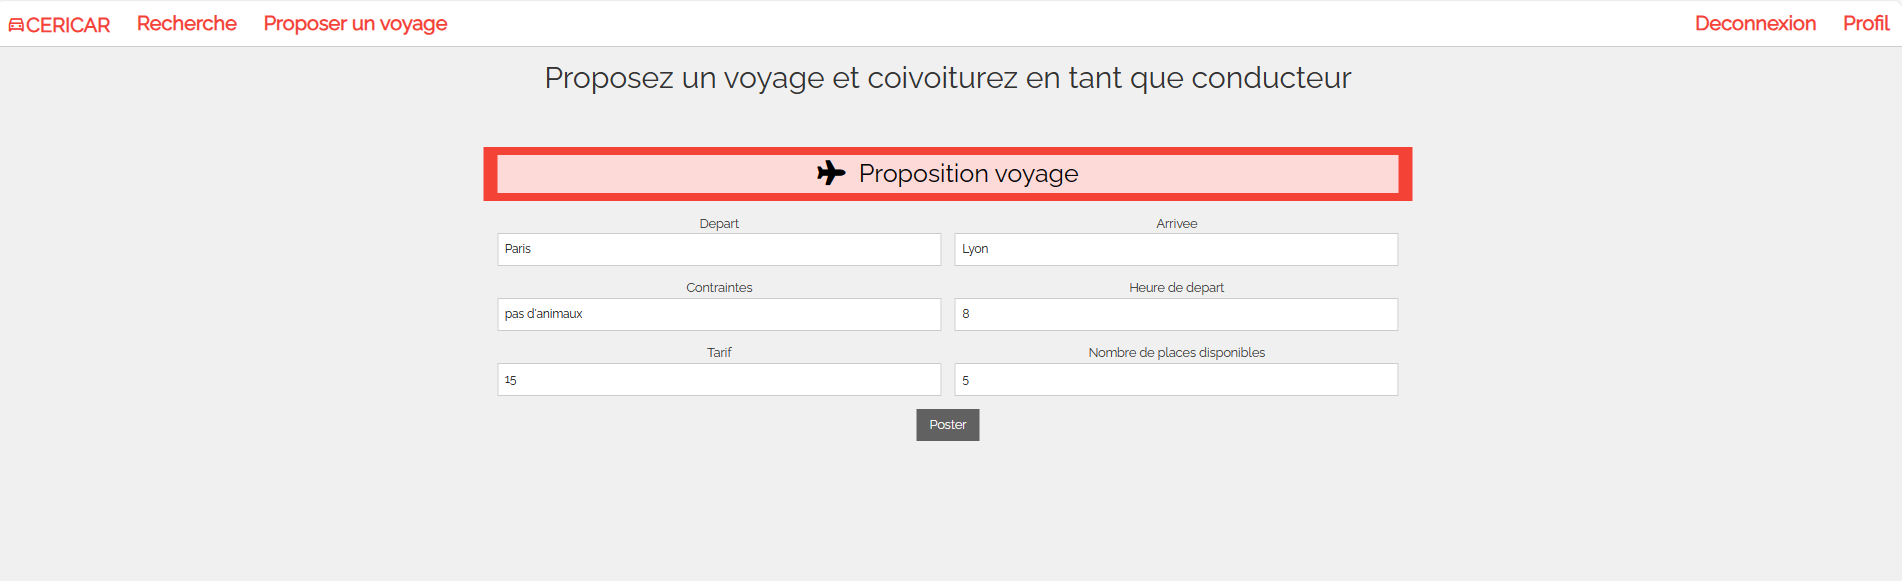 CERICAR Recherche Proposer un voyage Deconnexion Profil
Proposez un voyage et coivoiturez en tant que conducteur
Proposition voyage
Depart Arrivee
Paris Lyon
Contraintes Heure de depart
pas d'animaux 8
Tarif Nombre de places disponibles
15 5
Poster